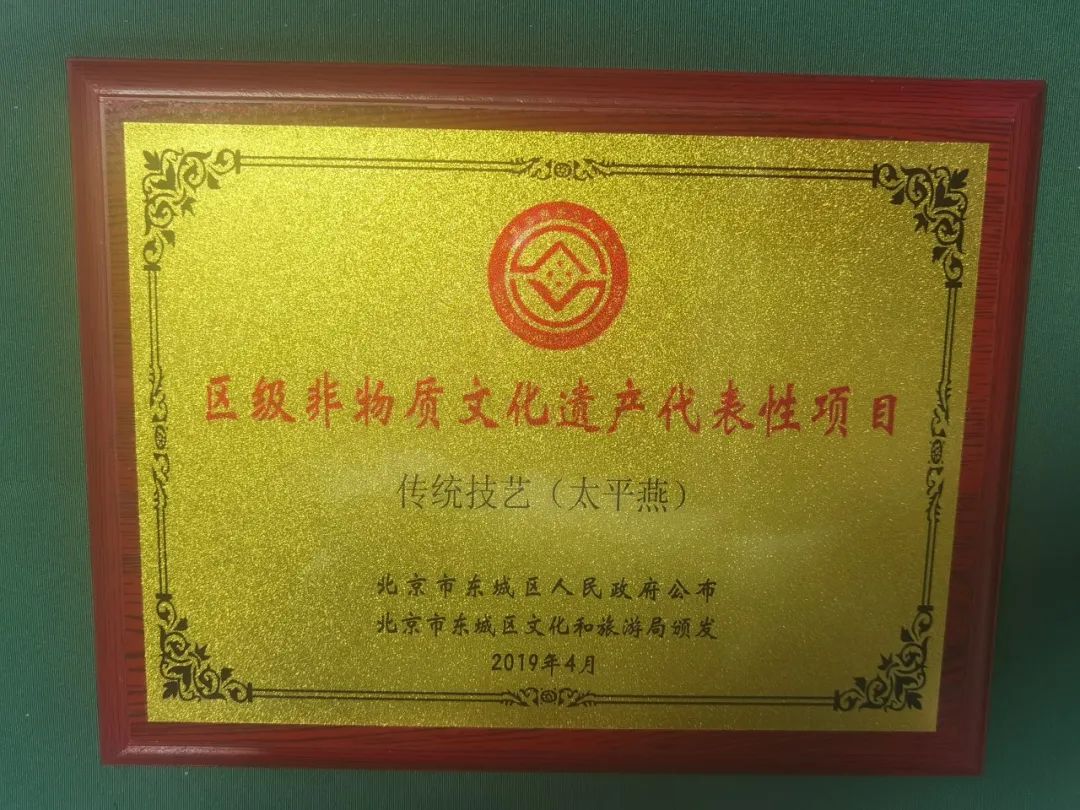 区级非物质文化遗产代表性项目
传统技艺（太平燕）
北京市东城区人民政府公布
北京市东城区文化和旅游局颁发
2019年4月